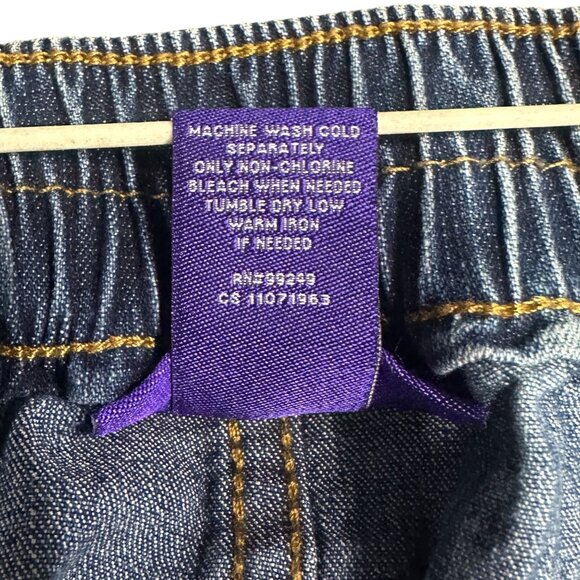 MACHINE WASH COLD
SEPARATELY
ONLY NON-CHLORINE
BLEACH WHEN NEEDED
TUMBLE DRY LOW
WARM IRON
IF NEEDED
RN#99249
CS 11071963